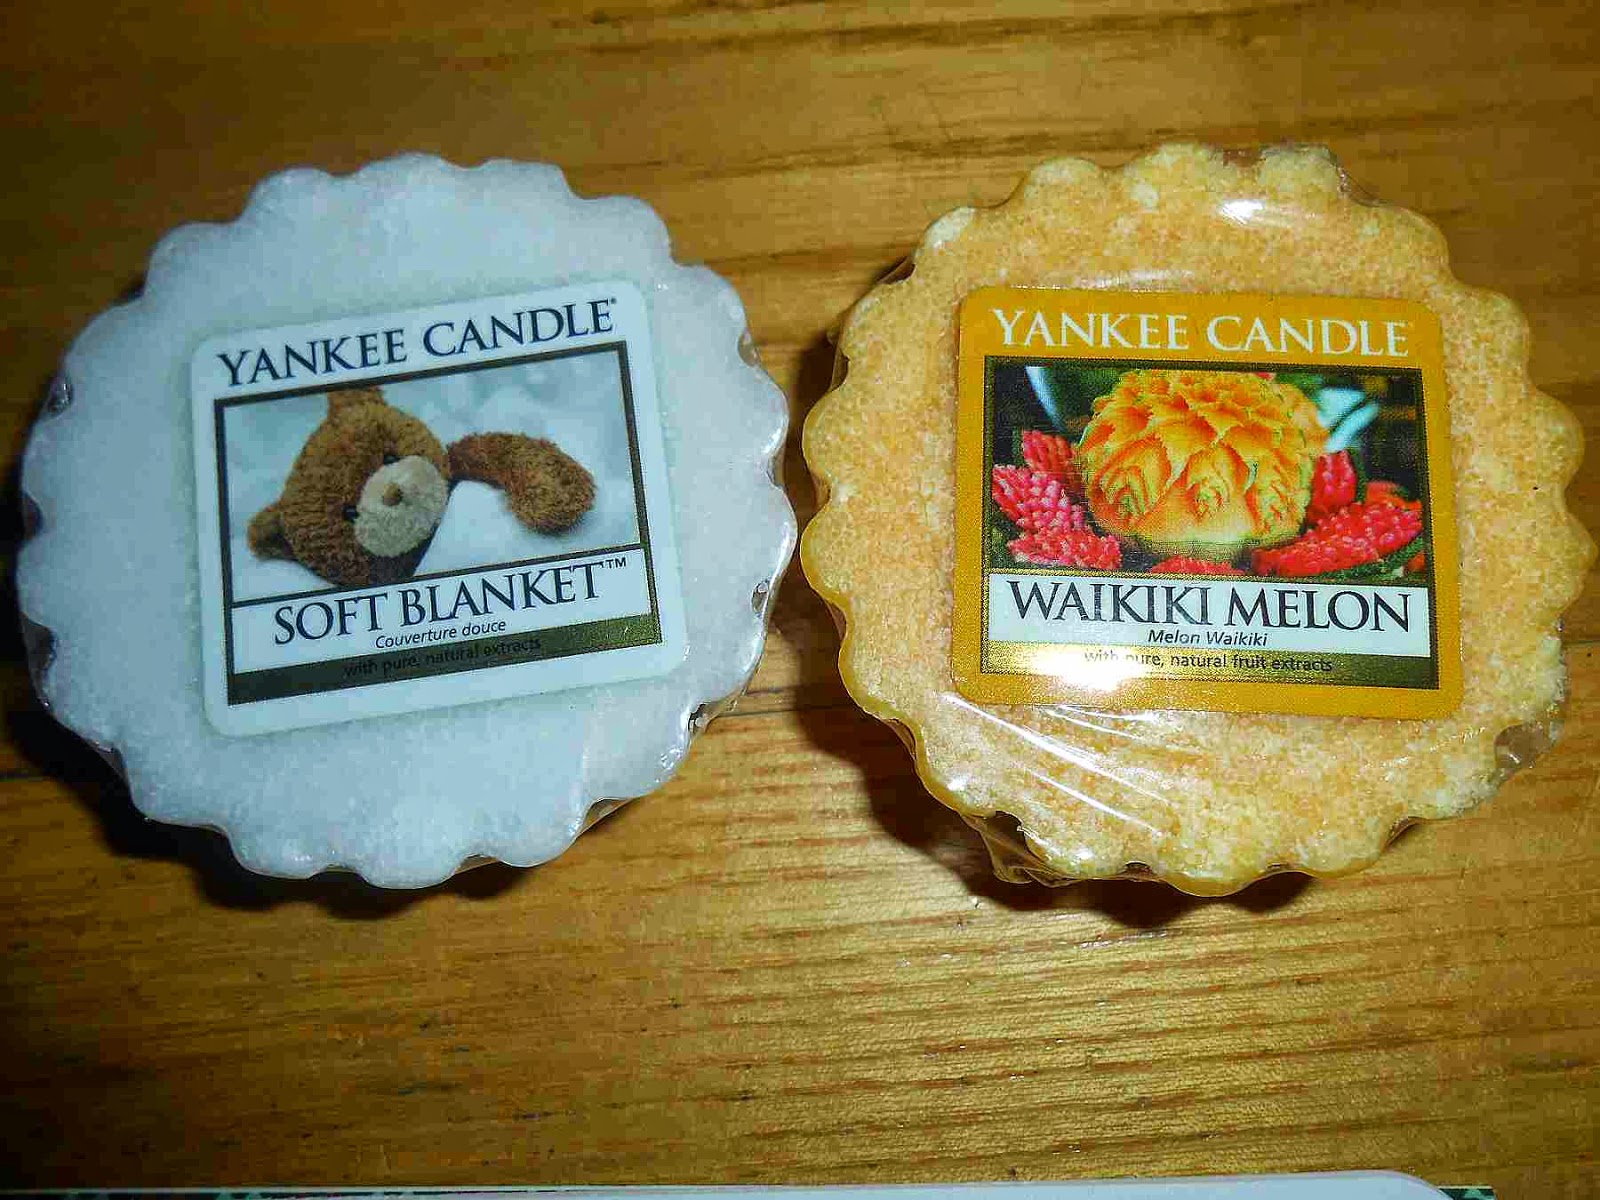 YANKEE CANDLE®
SOFT BLANKET™
Couverture douce
with pure, natural extracts
YANKEE CANDLE
WAIKIKI MELON
Melon Waikiki
with pure, natural fruit extracts